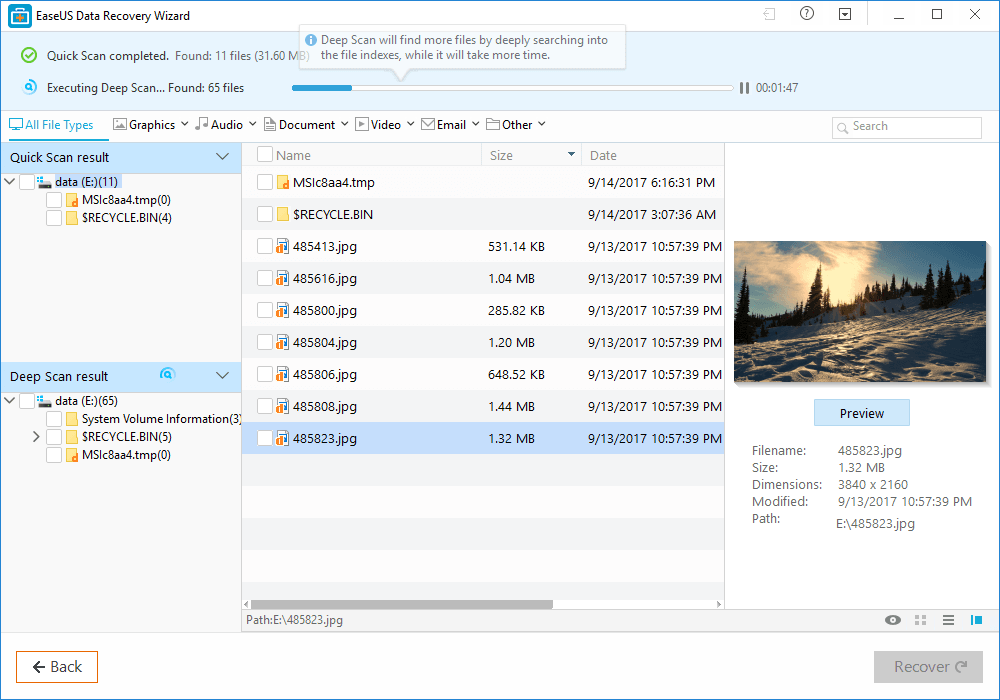 EaseUS Data Recovery Wizard
Quick Scan completed. Found: 11 files (31.60 MB)
Deep Scan will find more files by deeply searching into
the file indexes, while it will take more time.
Executing Deep Scan... Found: 65 files
00:01:47
All File Types Graphics Audio Document Video Email Other Search
Quick Scan result
data (E:)(11)
MSIc8aa4.tmp(0)
$RECYCLE.BIN(4)
Deep Scan result
data (E:)(65)
System Volume Information(3)
$RECYCLE.BIN(5)
MSIc8aa4.tmp(0)
Name Size Date
MSIc8aa4.tmp 9/14/2017 6:16:31 PM
$RECYCLE.BIN 9/14/2017 3:07:36 AM
485413.jpg 531.14 KB 9/13/2017 10:57:39 PM
485616.jpg 1.04 MB 9/13/2017 10:57:39 PM
485800.jpg 285.82 KB 9/13/2017 10:57:39 PM
485804.jpg 1.20 MB 9/13/2017 10:57:39 PM
485806.jpg 648.52 KB 9/13/2017 10:57:39 PM
485808.jpg 1.44 MB 9/13/2017 10:57:39 PM
485823.jpg 1.32 MB 9/13/2017 10:57:39 PM
Path:E:\485823.jpg
Preview
Filename: 485823.jpg
Size: 1.32 MB
Dimensions: 3840 x 2160
Modified: 9/13/2017 10:57:39 PM
Path: E:\485823.jpg
Back
Recover